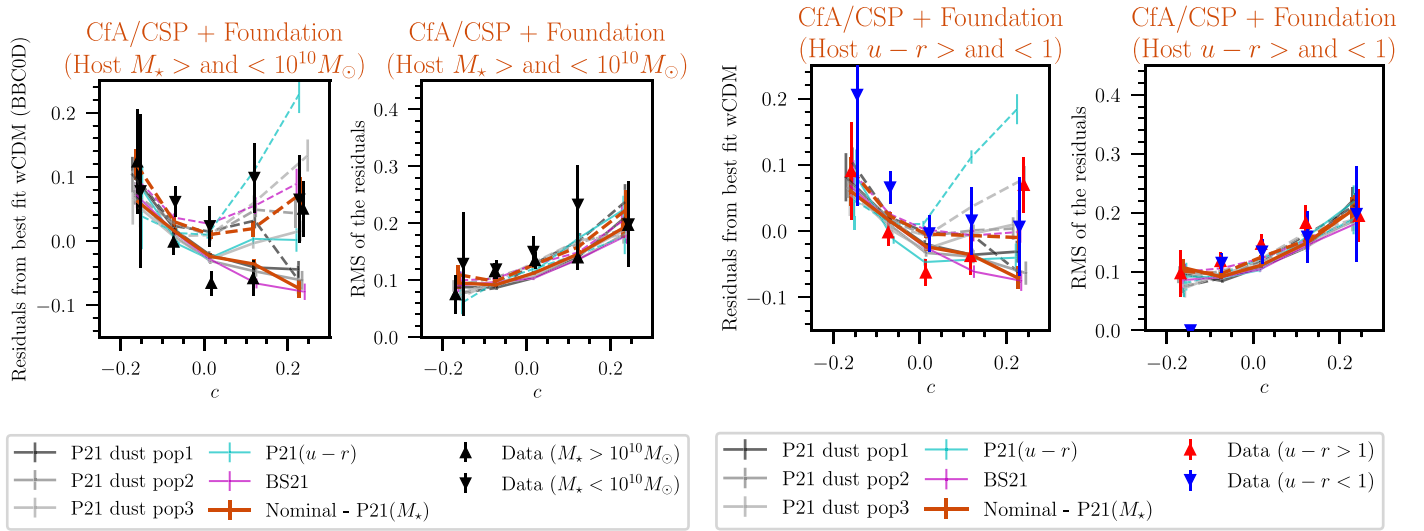 CfA/CSP + Foundation
(Host $M_\star$ > and < $10^{10}M_\odot$)
Residuals from best fit wCDM (BBC0D)
0.2
0.1
0.0
−0.1
−0.2
0.0
0.2
c
CfA/CSP + Foundation
(Host $M_\star$ > and < $10^{10}M_\odot$)
RMS of the residuals
0.4
0.3
0.2
0.1
0.0
−0.2
0.0
0.2
c
P21 dust pop1
P21 dust pop2
P21 dust pop3
P21(u − r)
BS21
Nominal - P21($M_\star$)
Data ($M_\star > 10^{10}M_\odot$)
Data ($M_\star < 10^{10}M_\odot$)
CfA/CSP + Foundation
(Host u − r > and < 1)
Residuals from best fit wCDM
0.2
0.1
0.0
−0.1
−0.2
0.0
0.2
c
CfA/CSP + Foundation
(Host u − r > and < 1)
RMS of the residuals
0.4
0.3
0.2
0.1
0.0
−0.2
0.0
0.2
c
P21 dust pop1
P21 dust pop2
P21 dust pop3
P21(u − r)
BS21
Nominal - P21($M_\star$)
Data (u − r > 1)
Data (u − r < 1)